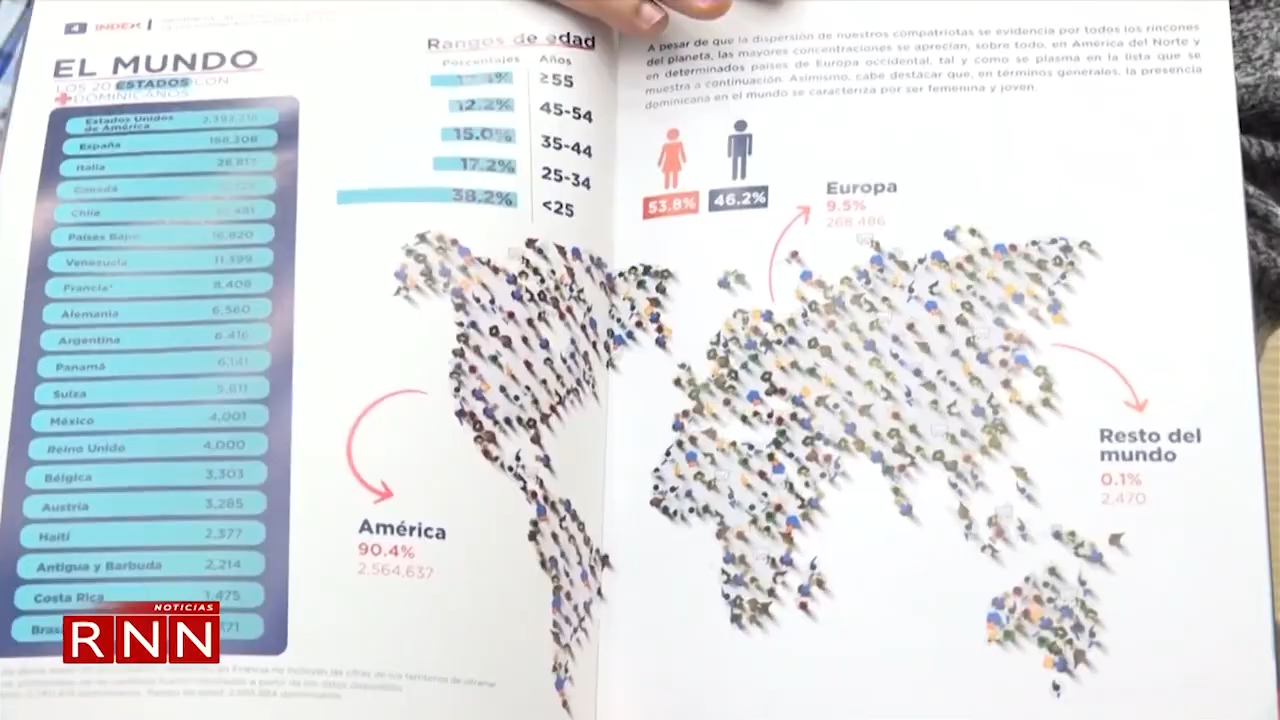 4 INDEX
EL MUNDO
LOS 20 ESTADOS CON
+ DOMINICANOS
Estados Unidos
de América
España 158,308
Italia
Canadá
Chile
Países Bajos 16,820
Venezuela 11,399
Francia* 8,408
Alemania 6,560
Argentina 6,416
Panamá 6,141
Suiza 5,611
México 4,001
Reino Unido 4,000
Bélgica 3,303
Austria 3,285
Haití 2,377
Antigua y Barbuda 2,214
Costa Rica 1,475
Rangos de edad
Porcentajes Años
≥55
12.2% 45-54
15.0% 35-44
17.2% 25-34
38.2% <25
América
90.4%
2,564,637
A pesar de que la dispersión de nuestros compatriotas se evidencia por todos los rincones
del planeta, las mayores concentraciones se aprecian, sobre todo, en América del Norte y
en determinados países de Europa occidental, tal y como se plasma en la lista que se
muestra a continuación. Asimismo, cabe destacar que, en términos generales, la presencia
dominicana en el mundo se caracteriza por ser femenina y joven.
53.8% 46.2%
Europa
9.5%
268,486
Resto del
mundo
0.1%
2,470
NOTICIAS
RNN